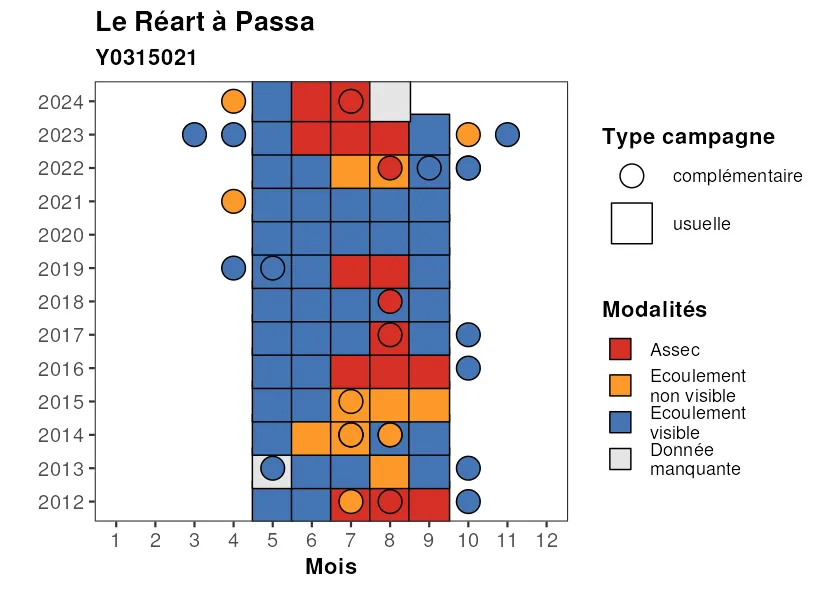 Le Réart à Passa
Y0315021
2024
2023
2022
2021
2020
2019
2018
2017
2016
2015
2014
2013
2012
1 2 3 4 5 6 7 8 9 10 11 12
Mois
Type campagne
complémentaire
usuelle
Modalités
Assec
Ecoulement
non visible
Ecoulement
visible
Donnée
manquante